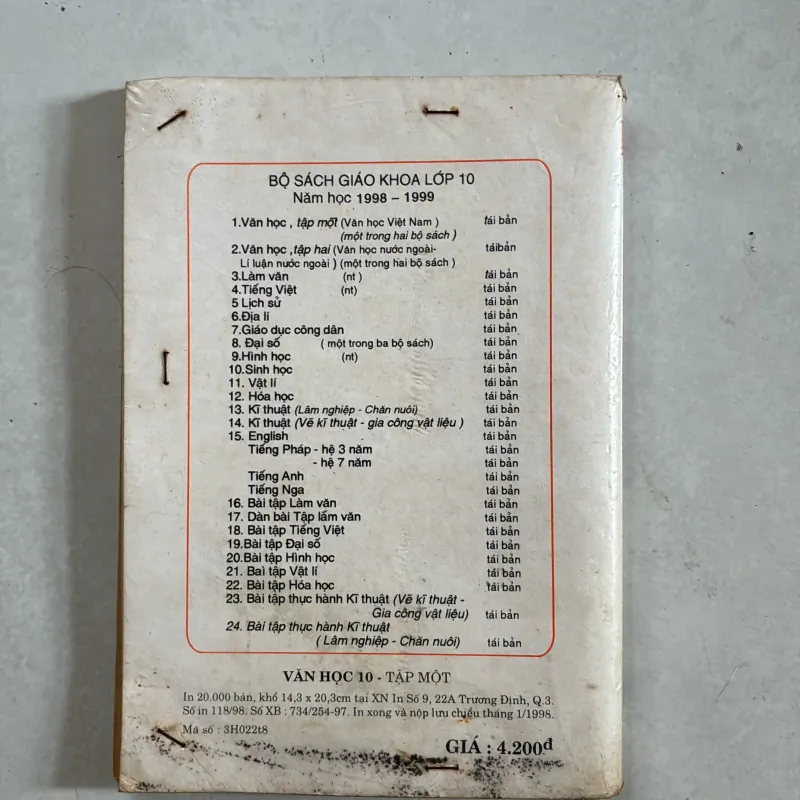 BỘ SÁCH GIÁO KHOA LỚP 10
Năm học 1998 – 1999
1.Văn học , tập một (Văn học Việt Nam ) tái bản
(một trong hai bộ sách )
2.Văn học , tập hai (Văn học nước ngoài- táibản
Lí luận nước ngoài ) (một trong hai bộ sách )
3.Làm văn (nt ) tái bản
4.Tiếng Việt (nt) tái bản
5 Lịch sử tái bản
6.Địa lí tái bản
7.Giáo dục công dân tái bản
8. Đại số ( một trong ba bộ sách) tái bản
9.Hình học (nt) tái bản
10.Sinh học tái bản
11. Vật lí tái bản
12. Hóa học tái bản
13. Kĩ thuật (Lâm nghiệp - Chăn nuôi) tái bản
14. Kĩ thuật (Vẽ kĩ thuật - gia công vật liệu ) tái bản
15. English tái bản
Tiếng Pháp - hệ 3 năm tái bản
- hệ 7 năm tái bản
Tiếng Anh tái bản
Tiếng Nga tái bản
16. Bài tập Làm văn tái bản
17. Dàn bài Tập lầm văn tái bản
18. Bài tập Tiếng Việt tái bản
19.Bài tập Đại số tái bản
20.Bài tập Hình học tái bản
21. Baì tập Vật lí tái bản
22. Bài tập Hóa học tái bản
23. Bài tập thực hành Kĩ thuật (Vẽ kĩ thuật -
Gia công vật liệu) tái bản
24. Bài tập thực hành Kĩ thuật
( Lâm nghiệp - Chăn nuôi) tái bản
VĂN HỌC 10 - TẬP MỘT
In 20.000 bản, khổ 14,3 x 20,3cm tại XN In Số 9, 22A Trương Định, Q.3.
Số in 118/98. Số XB : 734/254-97. In xong và nộp lưu chiểu tháng 1/1998.
Mã số : 3H022t8
GIÁ : 4.200đ